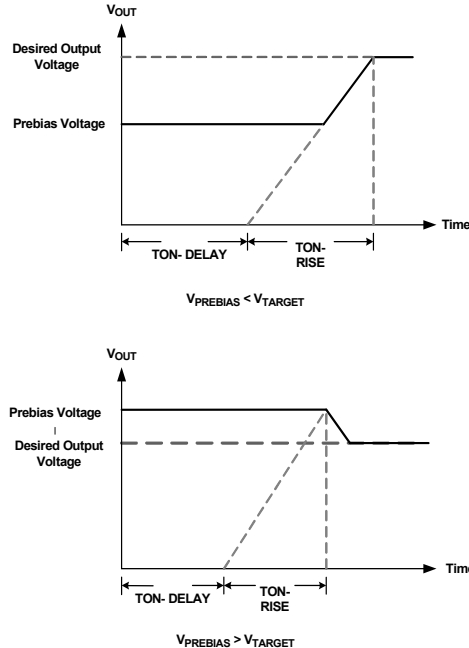 VOUT
Desired Output
Voltage
Prebias Voltage
Time
TON- DELAY
TON-
RISE
VPREBIAS < VTARGET
VOUT
Prebias Voltage
Desired Output
Voltage
Time
TON- DELAY
TON-
RISE
VPREBIAS > VTARGET